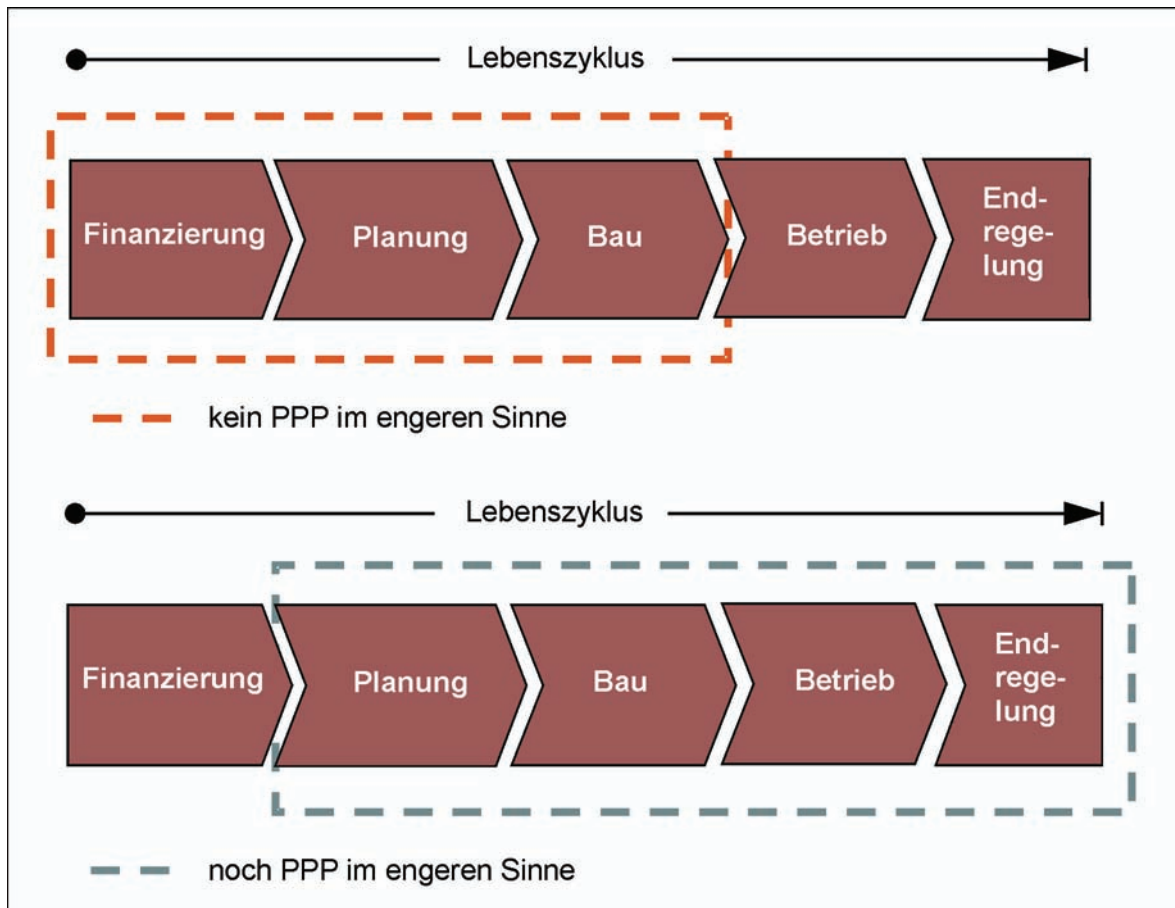 Lebenszyklus
Finanzierung
Planung
Bau
Betrieb
End-
rege-
lung
kein PPP im engeren Sinne
Lebenszyklus
Finanzierung
Planung
Bau
Betrieb
End-
rege-
lung
noch PPP im engeren Sinne